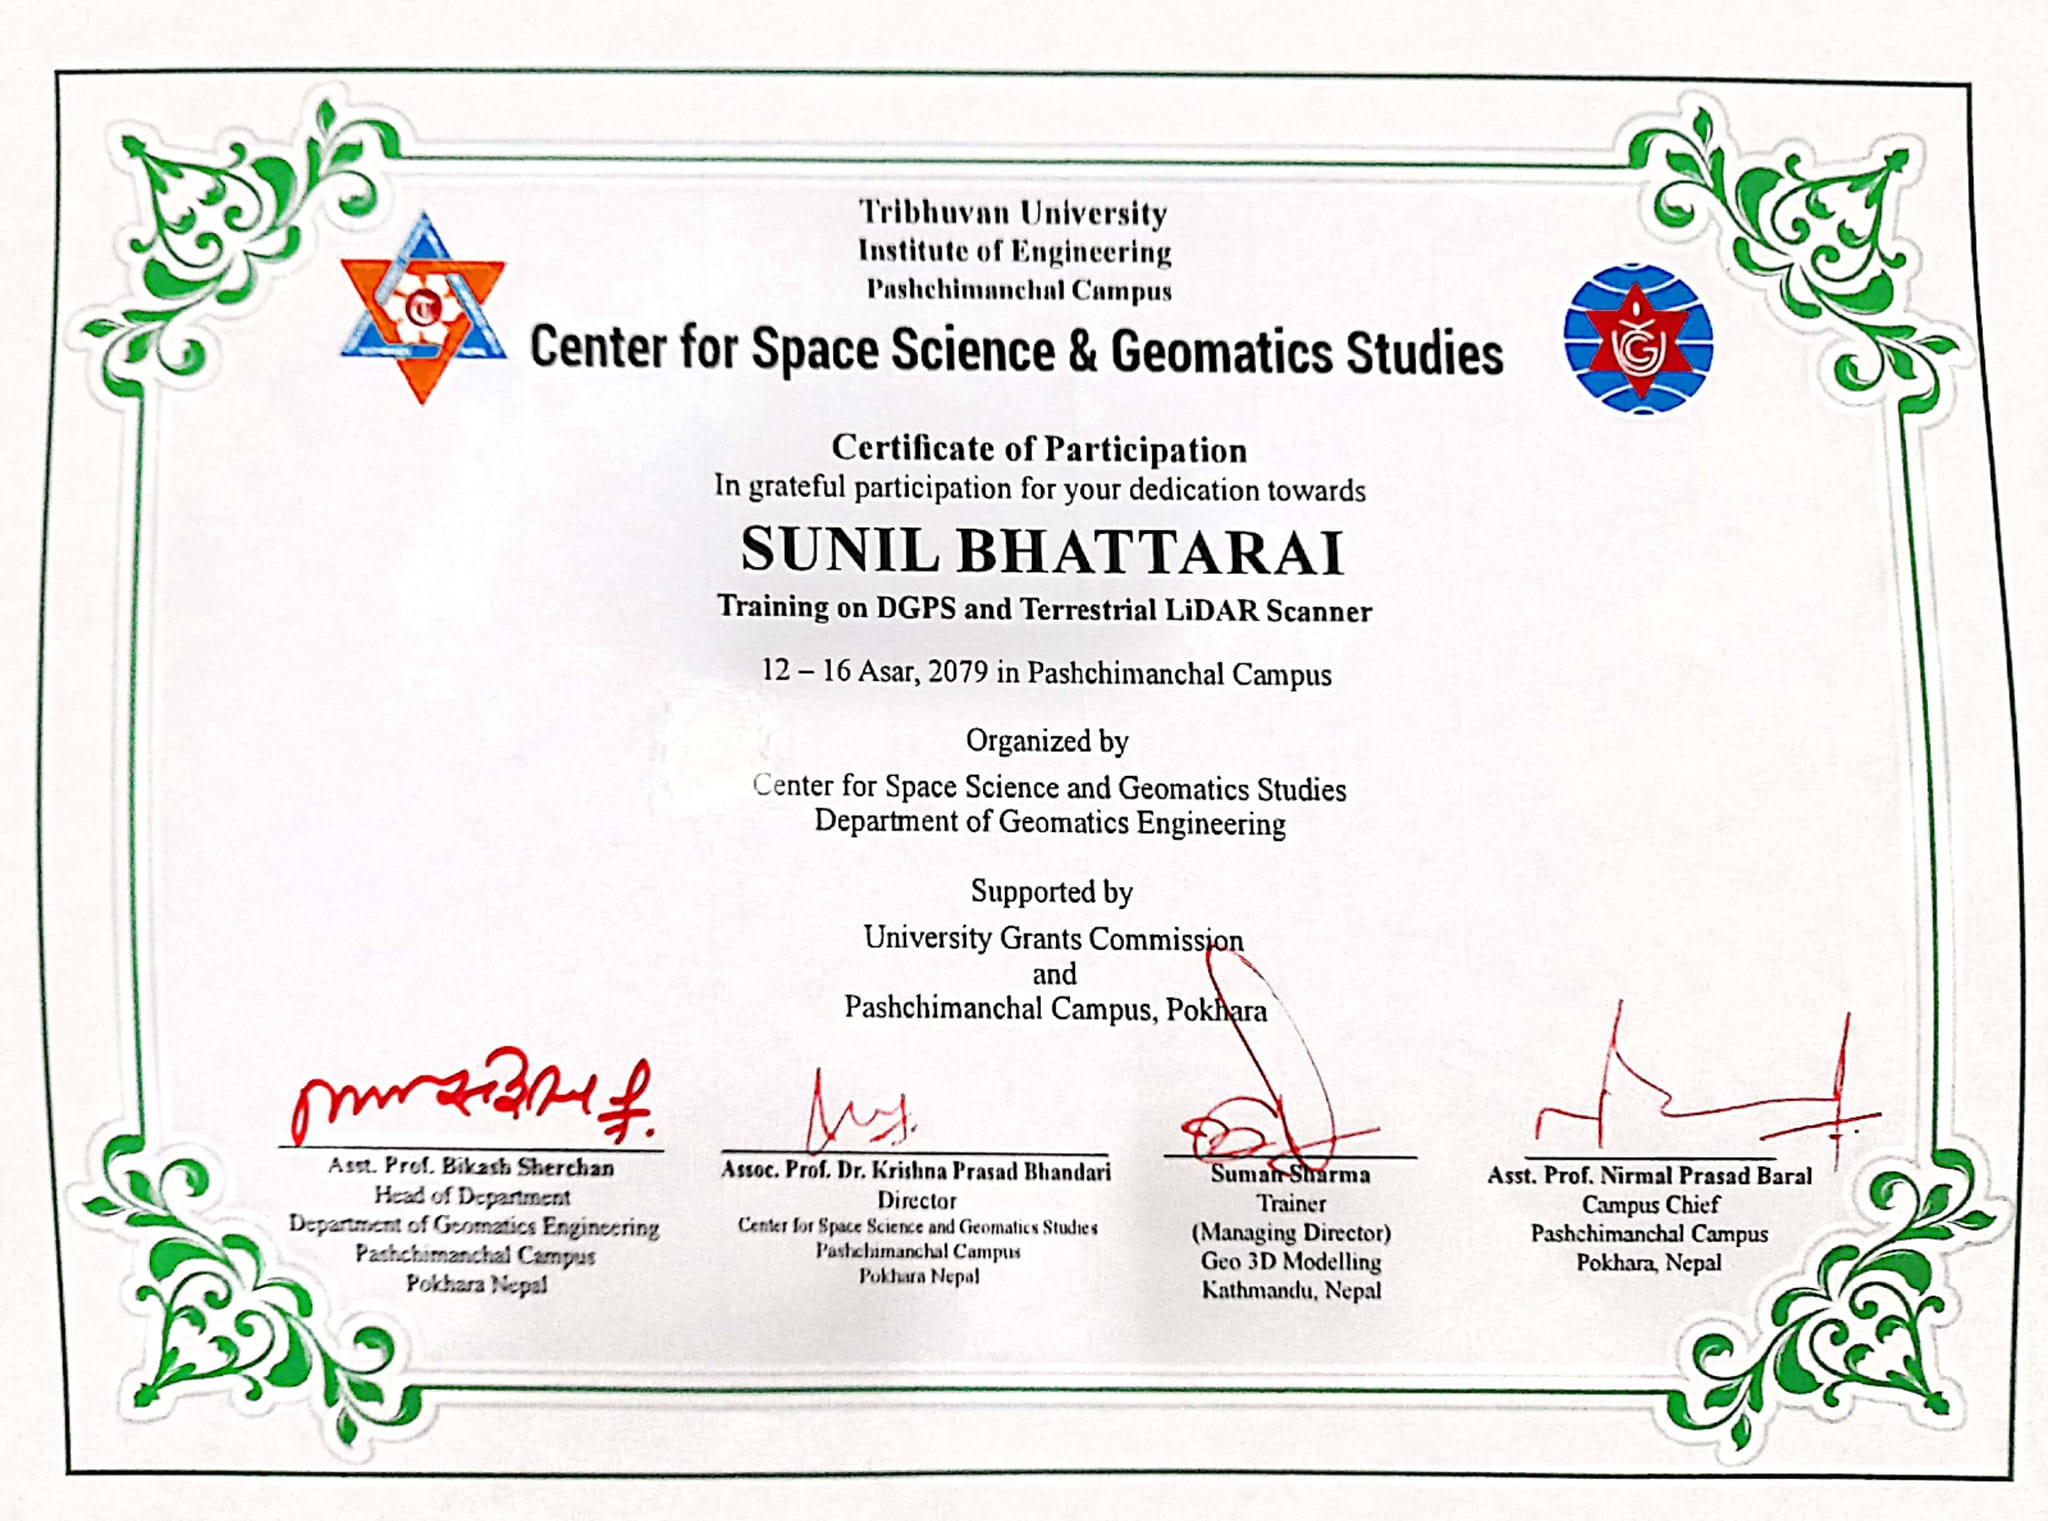 Tribhuvan University
Institute of Engineering
Pashchimanchal Campus
Center for Space Science & Geomatics Studies
Certificate of Participation
In grateful participation for your dedication towards
SUNIL BHATTARAI
Training on DGPS and Terrestrial LiDAR Scanner
12 – 16 Asar, 2079 in Pashchimanchal Campus
Organized by
Center for Space Science and Geomatics Studies
Department of Geomatics Engineering
Supported by
University Grants Commission
and
Pashchimanchal Campus, Pokhara
Asst. Prof. Bikash Sherchan
Head of Department
Department of Geomatics Engineering
Pashchimanchal Campus
Pokhara Nepal
Assoc. Prof. Dr. Krishna Prasad Bhandari
Director
Center for Space Science and Geomatics Studies
Pashchimanchal Campus
Pokhara Nepal
Suman Sharma
Trainer
(Managing Director)
Geo 3D Modelling
Kathmandu, Nepal
Asst. Prof. Nirmal Prasad Baral
Campus Chief
Pashchimanchal Campus
Pokhara, Nepal